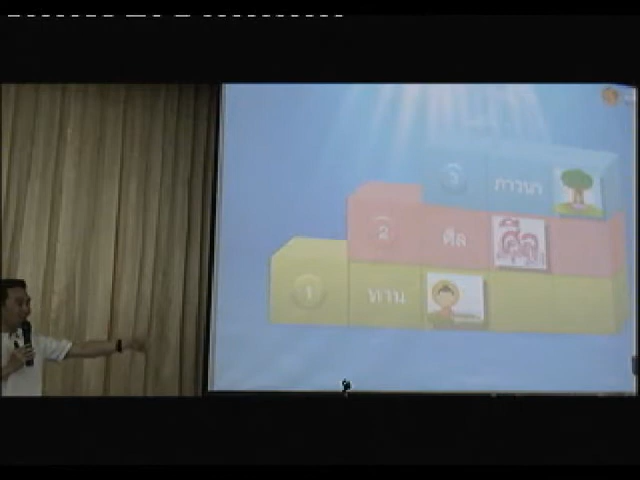 3 ภาวนา
2 ศีล ศีล
1 ทาน